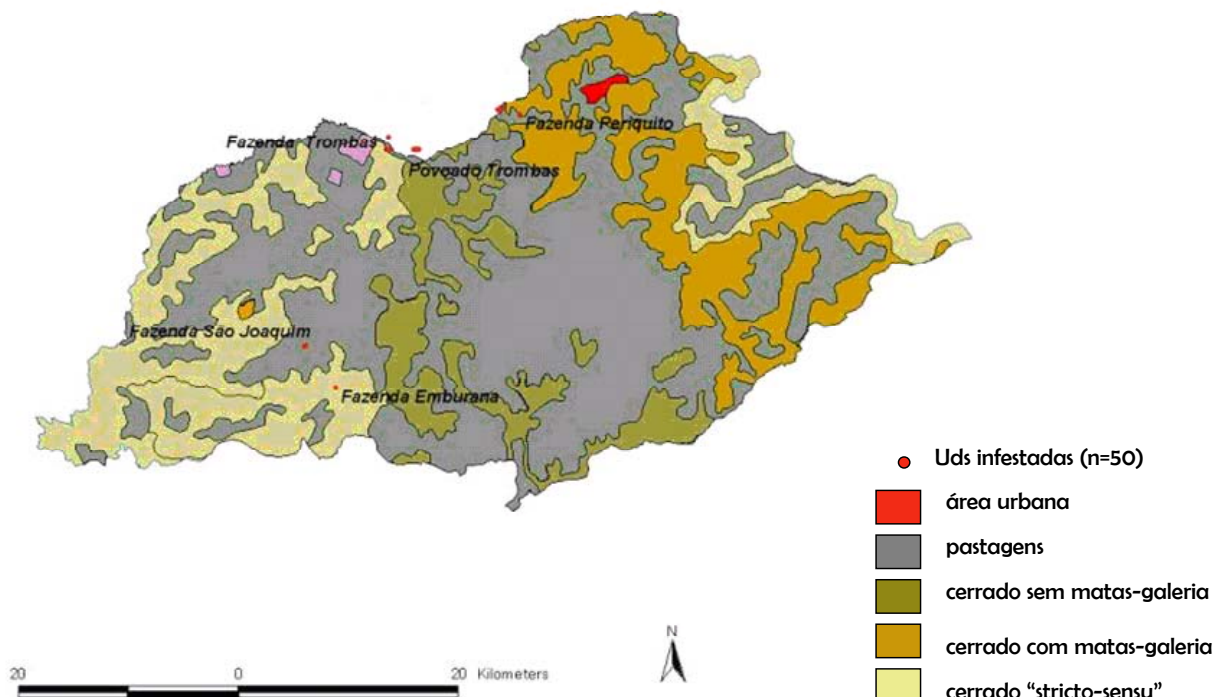 Fazenda Periquito
Fazenda Trombas
Povoado Trombas
Fazenda São Joaquim
Fazenda Emburana
Uds infestadas (n=50)
área urbana
pastagens
cerrado sem matas-galeria
cerrado com matas-galeria
cerrado “stricto-sensu”
N
20 0 20 Kilometers